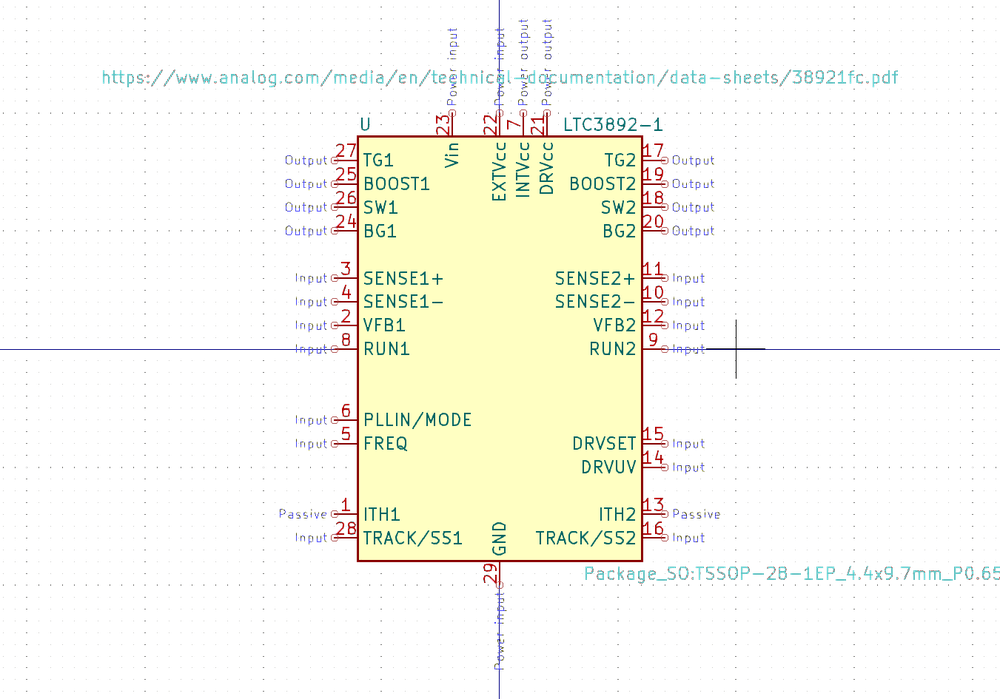 Power input Power input Power output Power output
https://www.analog.com/media/en/technical-documentation/data-sheets/38921fc.pdf
23 22 7 21
U LTC3892-1
Vin EXTVcc INTVcc DRVcc
Output 27 TG1 TG2 17 Output
Output 25 BOOST1 BOOST2 19 Output
Output 26 SW1 SW2 18 Output
Output 24 BG1 BG2 20 Output
Input 3 SENSE1+ SENSE2+ 11 Input
Input 4 SENSE1- SENSE2- 10 Input
Input 2 VFB1 VFB2 12 Input
Input 8 RUN1 RUN2 9 Input
Input 6 PLLIN/MODE
Input 5 FREQ DRVSET 15 Input
DRVUV 14 Input
Passive 1 ITH1 ITH2 13 Passive
Input 28 TRACK/SS1 GND TRACK/SS2 16 Input
29
Package_SO:TSSOP-28-1EP_4.4x9.7mm_P0.65
Power input